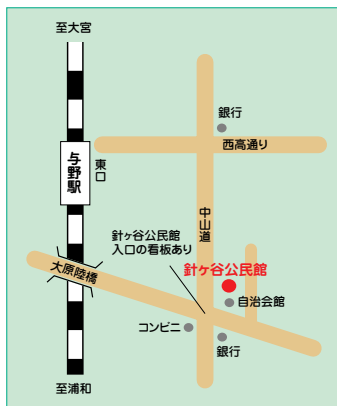 至大宮
銀行
西高通り
与野駅
東口
中山道
針ヶ谷公民館
入口の看板あり
大原陸橋
針ヶ谷公民館
自治会館
コンビニ
銀行
至浦和